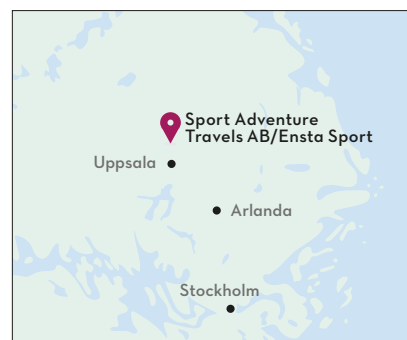 Sport Adventure
Travels AB/Ensta Sport
Uppsala
Arlanda
Stockholm